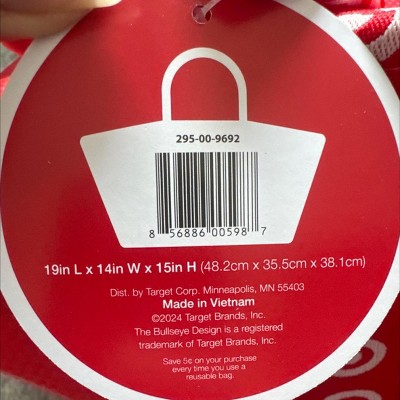 295-00-9692
8 56886 00598 7
19in L x 14in W x 15in H (48.2cm x 35.5cm x 38.1cm)
Dist. by Target Corp. Minneapolis, MN 55403
Made in Vietnam
©2024 Target Brands, Inc.
The Bullseye Design is a registered
trademark of Target Brands, Inc.
Save 5¢ on your purchase
every time you use a
reusable bag.